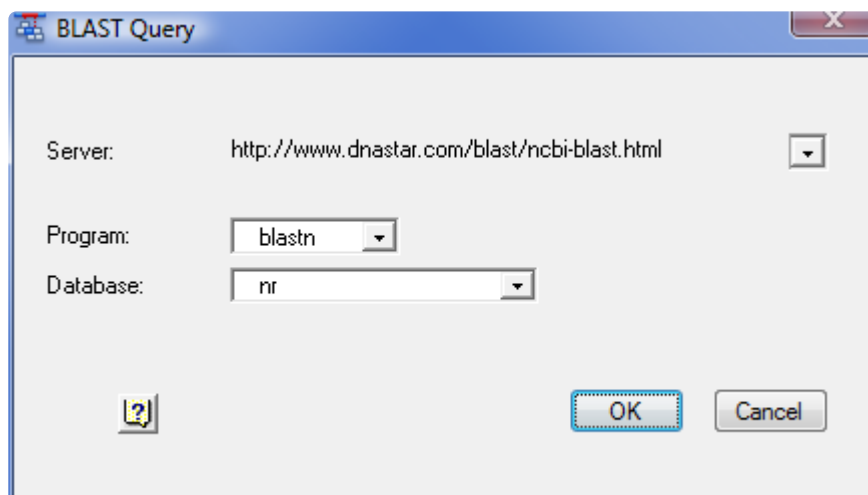 BLAST Query
Server: http://www.dnastar.com/blast/ncbi-blast.html
Program: blastn
Database: nr
? OK Cancel